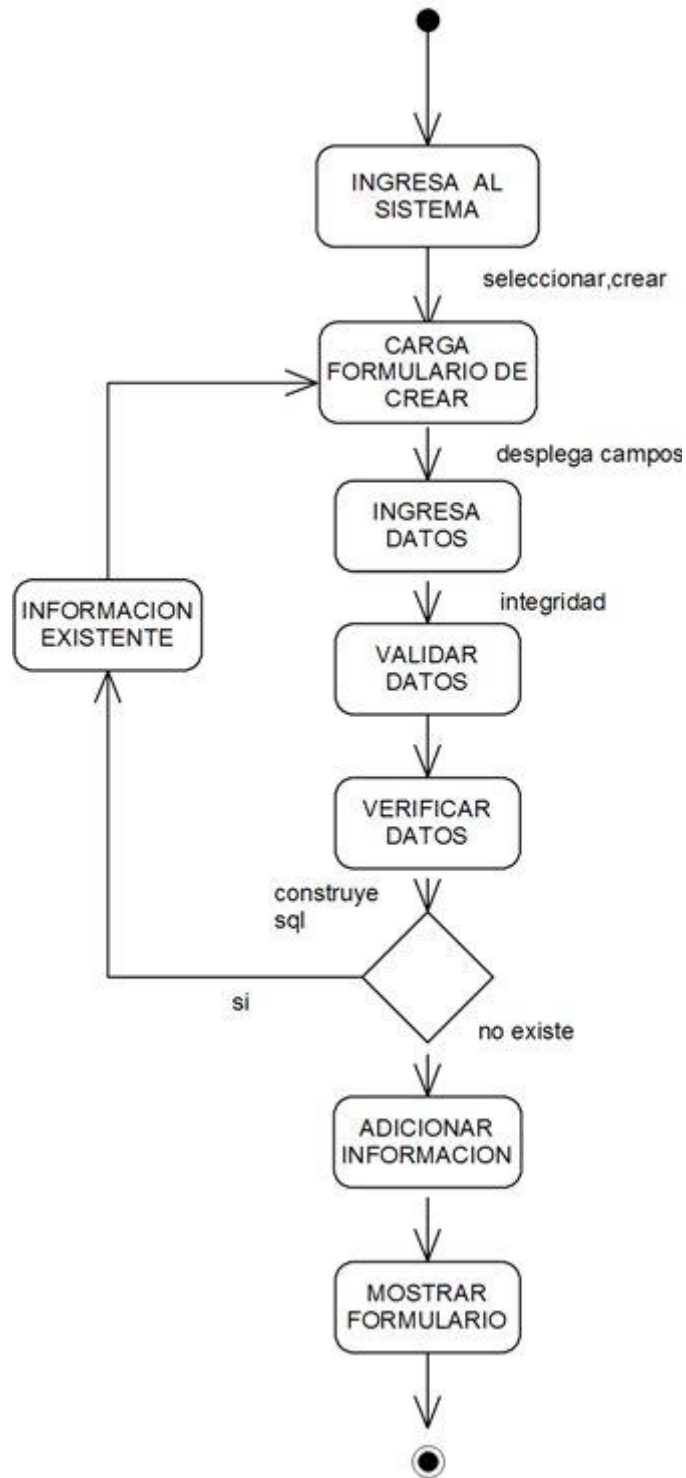 INGRESA AL
SISTEMA
seleccionar,crear
CARGA
FORMULARIO DE
CREAR
desplega campos
INGRESA
DATOS
INFORMACION
EXISTENTE
integridad
VALIDAR
DATOS
VERIFICAR
DATOS
construye
sql
si
no existe
ADICIONAR
INFORMACION
MOSTRAR
FORMULARIO